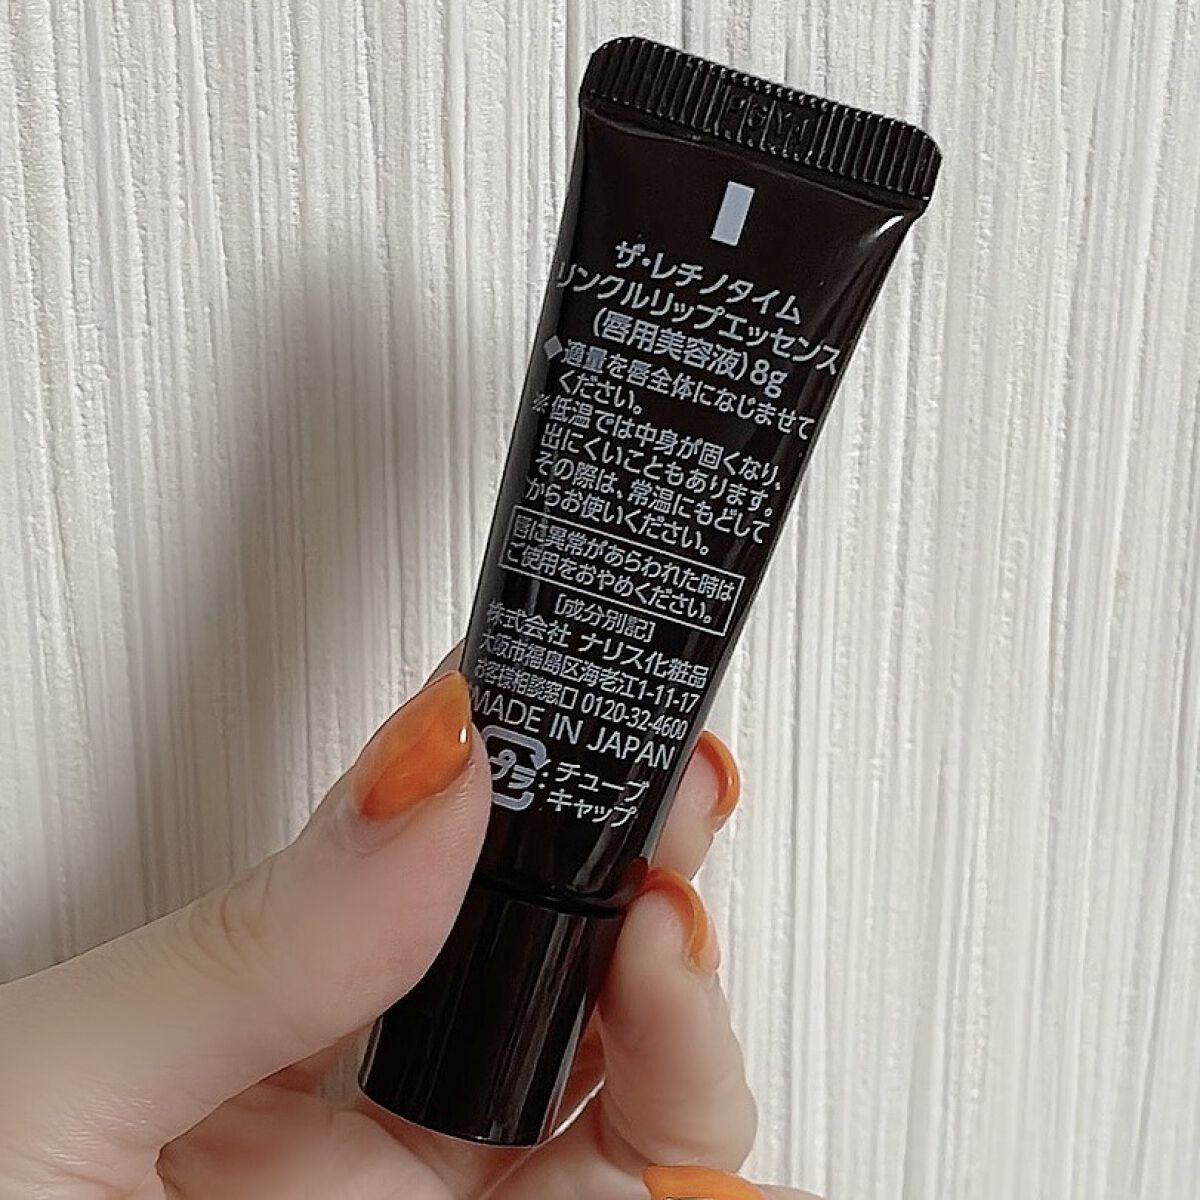 ザ・レチノタイム
リンクルリップエッセンス
(唇用美容液)8g
◆適量を唇全体になじませて
ください。
※低温では中身が固くなり、
出にくいこともあります。
その際は、常温にもどして
からお使いください。
唇に異常があらわれた時は
ご使用をおやめください。
[成分別記]
株式会社 ナリス化粧品
大阪市福島区海老江1-11-17
お客様相談窓口 0120-32-4600
MADE IN JAPAN
プラ:チューブ
キャップ